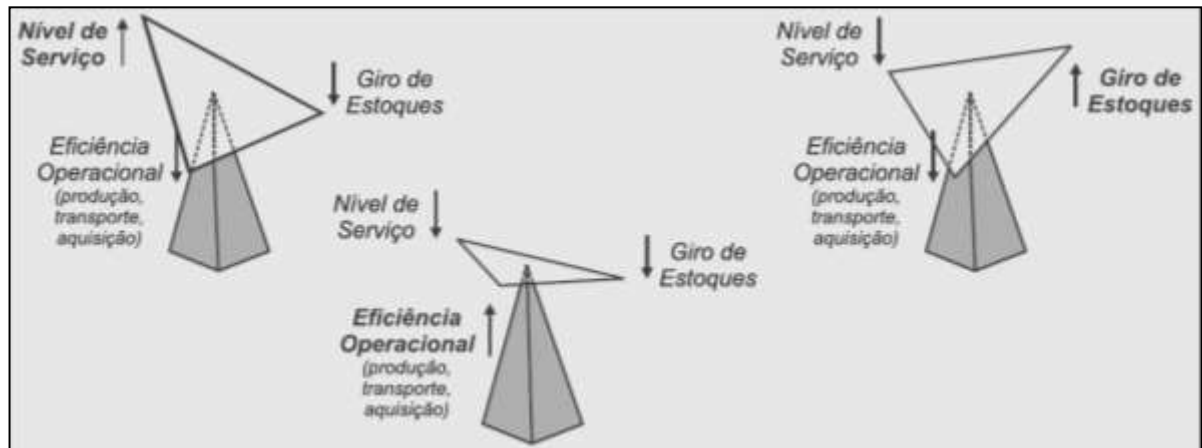 Nível de
Serviço
Giro de
Estoques
Eficiência
Operacional
(produção,
transporte,
aquisição)
Nível de
Serviço
Giro de
Estoques
Eficiência
Operacional
(produção,
transporte,
aquisição)
Nível de
Serviço
Giro de
Estoques
Eficiência
Operacional
(produção,
transporte,
aquisição)